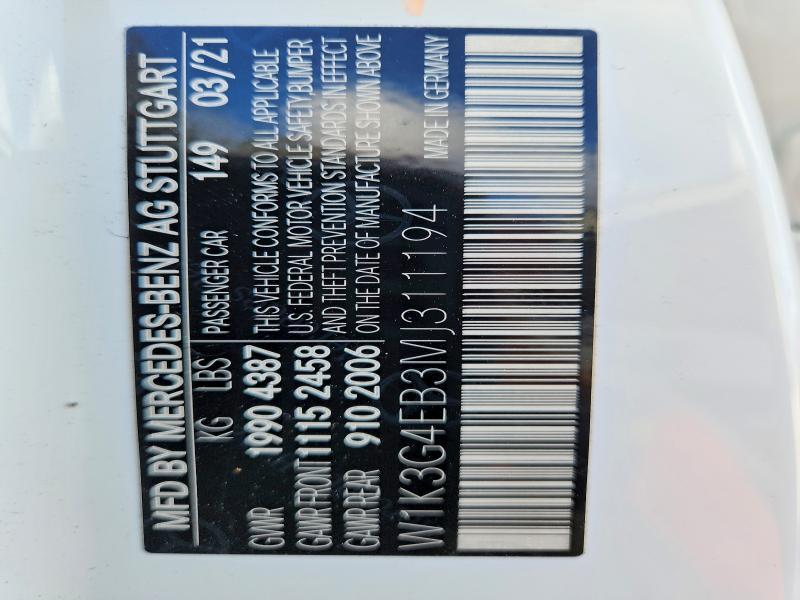 MFD BY MERCEDES-BENZ AG STUTTGART
KG LBS PASSENGER CAR 149 03/21
GVWR 1990 4387 THIS VEHICLE CONFORMS TO ALL APPLICABLE
GAWR FRONT 1115 2458 U.S. FEDERAL MOTOR VEHICLE SAFETY, BUMPER
AND THEFT PREVENTION STANDARDS IN EFFECT
GAWR REAR 910 2006 ON THE DATE OF MANUFACTURE SHOWN ABOVE
W1K3G4EB3MJ311194 MADE IN GERMANY